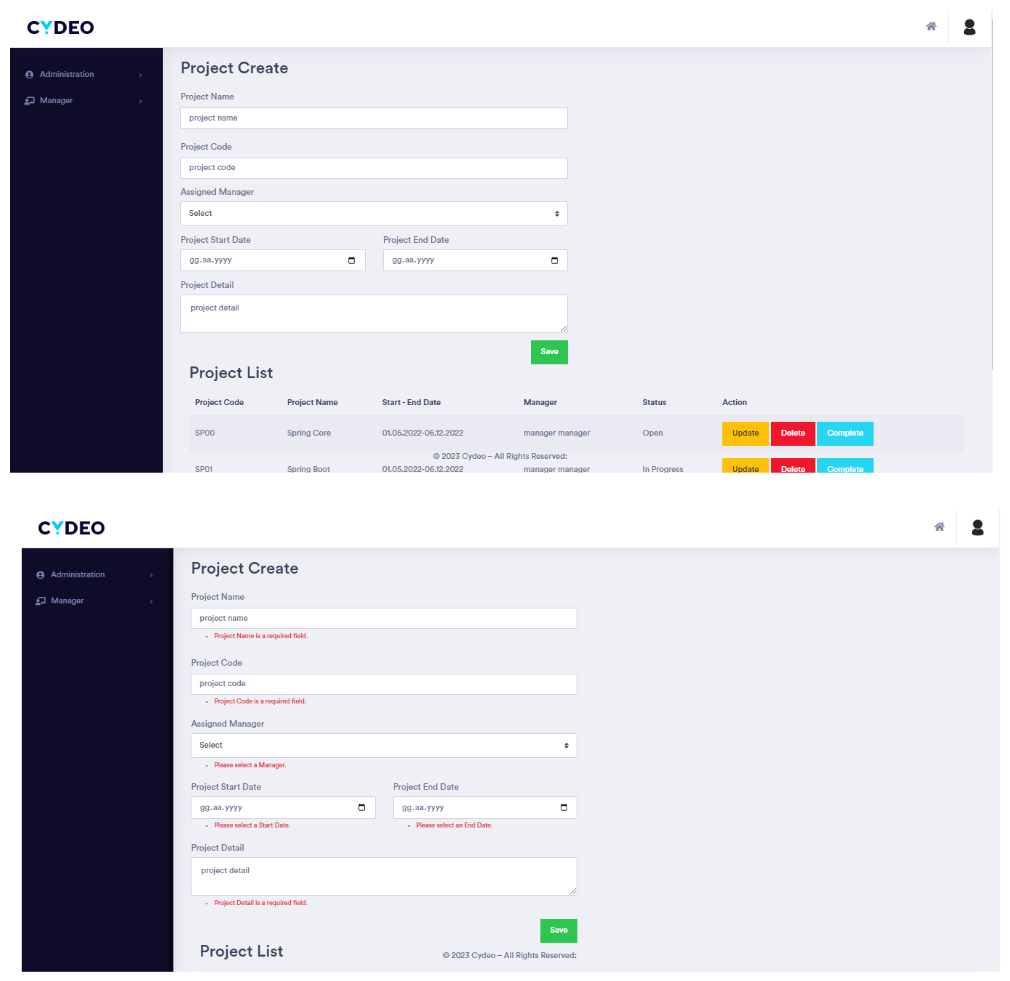 CYDEO
Administration
Manager
Project Create
Project Name
project name
Project Code
project code
Assigned Manager
Select
Project Start Date Project End Date
gg.aa.yyyy gg.aa.yyyy
Project Detail
project detail
Save
Project List
Project Code Project Name Start - End Date Manager Status Action
SP00 Spring Core 01.05.2022-06.12.2022 manager manager Open Update Delete Complete
© 2023 Cydeo – All Rights Reserved:
SP01 Spring Boot 01.05.2022-06.12.2022 manager manager In Progress Update Delete Complete
CYDEO
Administration
Manager
Project Create
Project Name
project name
Project Name is a required field.
Project Code
project code
Project Code is a required field.
Assigned Manager
Select
Please select a Manager.
Project Start Date Project End Date
gg.aa.yyyy gg.aa.yyyy
Please select a Start Date. Please select an End Date.
Project Detail
project detail
Project Detail is a required field.
Save
Project List
© 2023 Cydeo – All Rights Reserved: